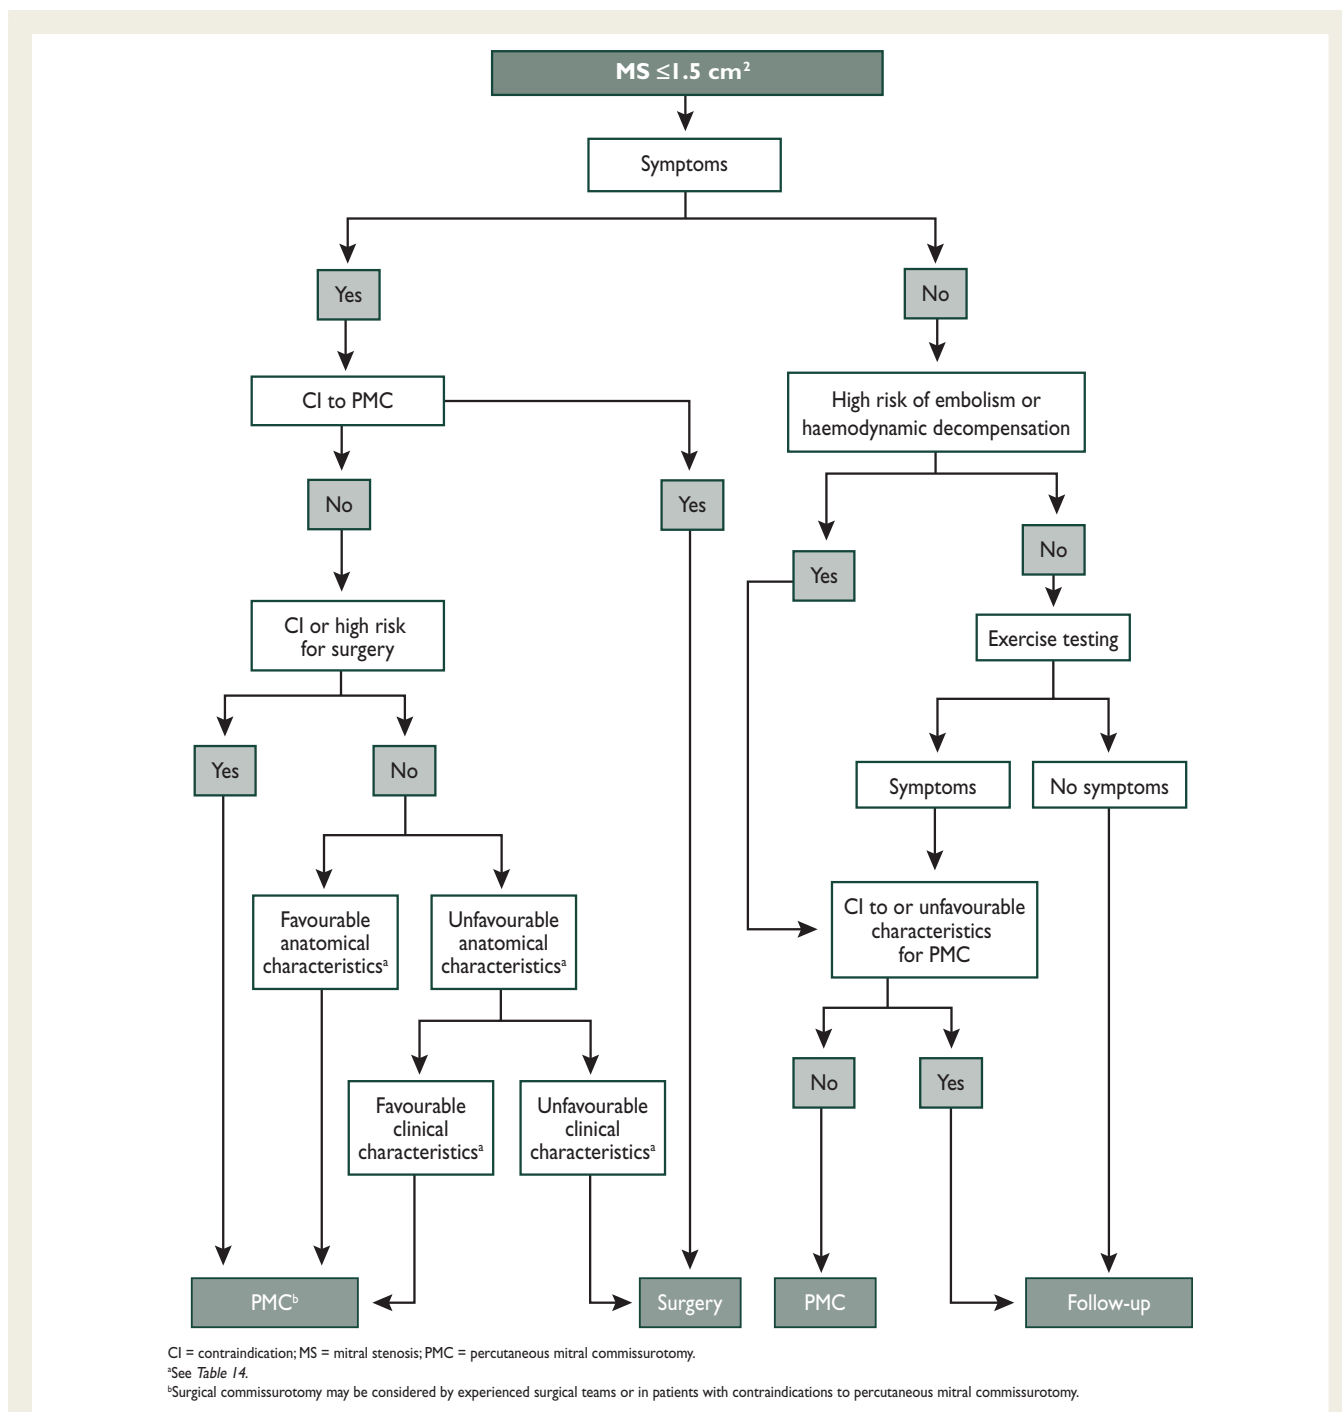 MS ≤1.5 cm²
Symptoms
Yes
No
CI to PMC
High risk of embolism or
haemodynamic decompensation
No
Yes
Yes
No
CI or high risk
for surgery
Exercise testing
Yes
No
Symptoms
No symptoms
Favourable
anatomical
characteristicsᵃ
Unfavourable
anatomical
characteristicsᵃ
CI to or unfavourable
characteristics
for PMC
Favourable
clinical
characteristicsᵃ
Unfavourable
clinical
characteristicsᵃ
No
Yes
PMCᵇ
Surgery
PMC
Follow-up
CI = contraindication; MS = mitral stenosis; PMC = percutaneous mitral commissurotomy.
ᵃSee Table 14.
ᵇSurgical commissurotomy may be considered by experienced surgical teams or in patients with contraindications to percutaneous mitral commissurotomy.